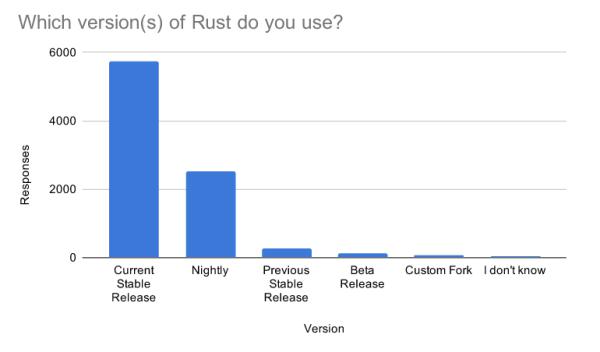 Which version(s) of Rust do you use?
6000
4000
2000
0
Responses
Current
Stable
Release
Nightly
Previous
Stable
Release
Beta
Release
Custom Fork
I don't know
Version